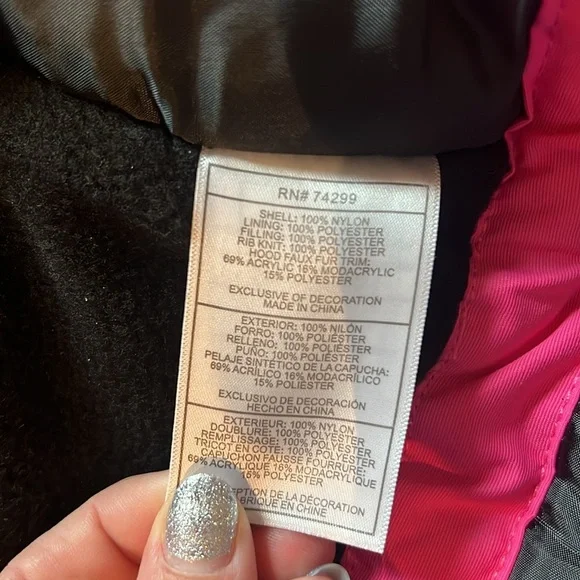 RN# 74299
SHELL: 100% NYLON
LINING: 100% POLYESTER
FILLING: 100% POLYESTER
RIB KNIT: 100% POLYESTER
HOOD FAUX FUR TRIM:
69% ACRYLIC 16% MODACRYLIC
15% POLYESTER
EXCLUSIVE OF DECORATION
MADE IN CHINA
EXTERIOR: 100% NILÓN
FORRO: 100% POLIÉSTER
RELLENO: 100% POLIÉSTER
PUÑO: 100% POLIÉSTER
PELAJE SINTÉTICO DE LA CAPUCHA:
69% ACRÍLICO 16% MODACRÍLICO
15% POLIÉSTER
EXCLUSIVO DE DECORACIÓN
HECHO EN CHINA
EXTERIEUR: 100% NYLON
DOUBLURE: 100% POLYESTER
REMPLISSAGE: 100% POLYESTER
TRICOT EN COTE: 100% POLYESTER
CAPUCHON FAUSSE FOURRURE:
69% ACRYLIQUE 16% MODACRYLIQUE
15% POLYESTER
DE LA DÉCORATION
EN CHINE